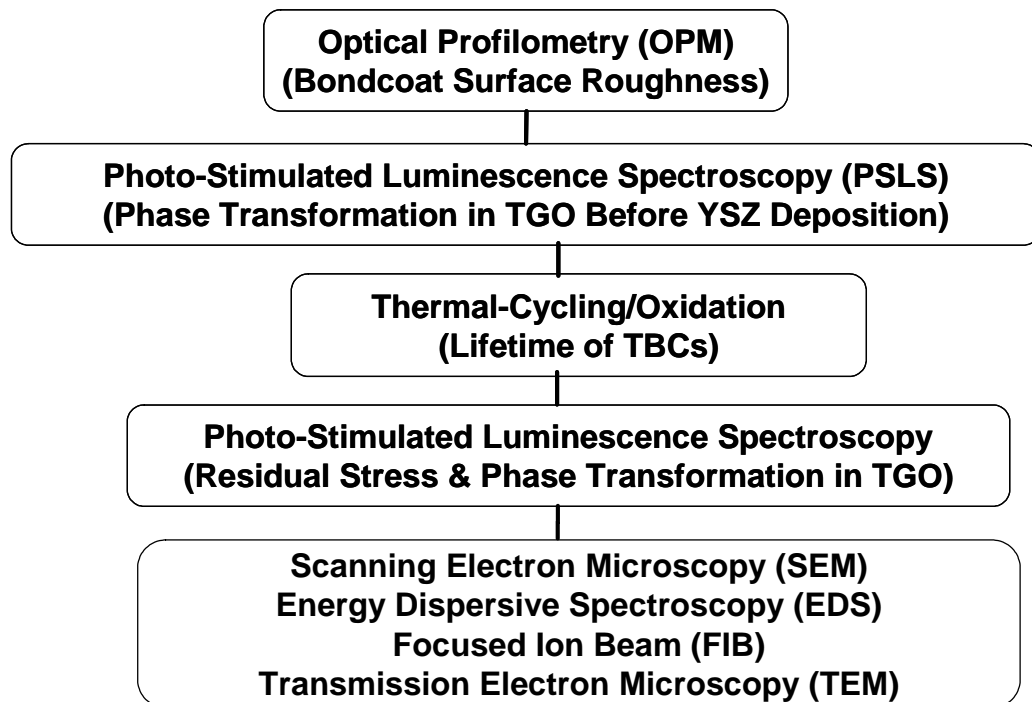 Optical Profilometry (OPM)
(Bondcoat Surface Roughness)
Photo-Stimulated Luminescence Spectroscopy (PSLS)
(Phase Transformation in TGO Before YSZ Deposition)
Thermal-Cycling/Oxidation
(Lifetime of TBCs)
Photo-Stimulated Luminescence Spectroscopy
(Residual Stress & Phase Transformation in TGO)
Scanning Electron Microscopy (SEM)
Energy Dispersive Spectroscopy (EDS)
Focused Ion Beam (FIB)
Transmission Electron Microscopy (TEM)